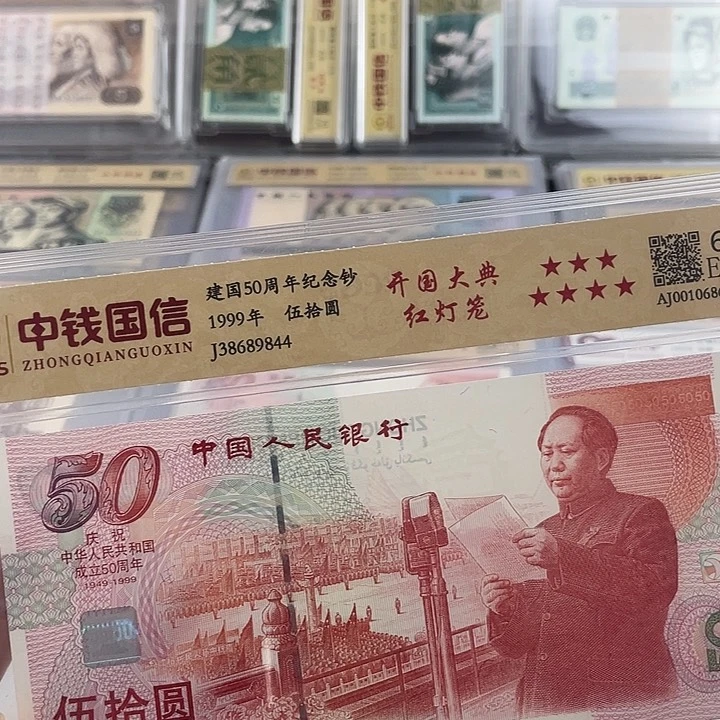 中钱国信
ZHONGQIANGUOXIN
建国50周年纪念钞
1999年 伍拾圆
J38689844
开国大典
红灯笼
★★★
★★★★
AJ001068
50
中国人民银行
庆祝
中华人民共和国
成立50周年
1949-1999
伍拾圆